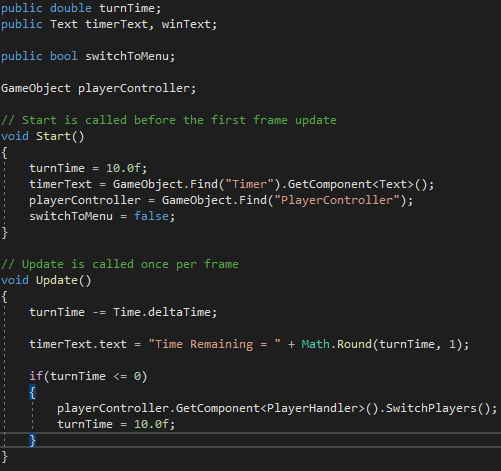 public double turnTime;
public Text timerText, winText;
public bool switchToMenu;
GameObject playerController;
// Start is called before the first frame update
void Start()
{
turnTime = 10.0f;
timerText = GameObject.Find("Timer").GetComponent<Text>();
playerController = GameObject.Find("PlayerController");
switchToMenu = false;
}
// Update is called once per frame
void Update()
{
turnTime -= Time.deltaTime;
timerText.text = "Time Remaining = " + Math.Round(turnTime, 1);
if(turnTime <= 0)
{
playerController.GetComponent<PlayerHandler>().SwitchPlayers();
turnTime = 10.0f;
}
}